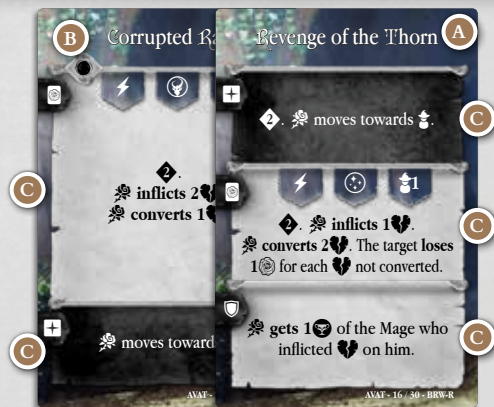 B
Corrupted
A
Revenge of the Thorn
2. moves towards .
C
2.
inflicts 2
converts 1
C
1
2. inflicts 1.
converts 2. The target loses
1 for each not converted.
C
moves toward
C
gets 1 of the Mage who
inflicted on him.
C
AVAT-
AVAT - 16 / 30 - BRW-R